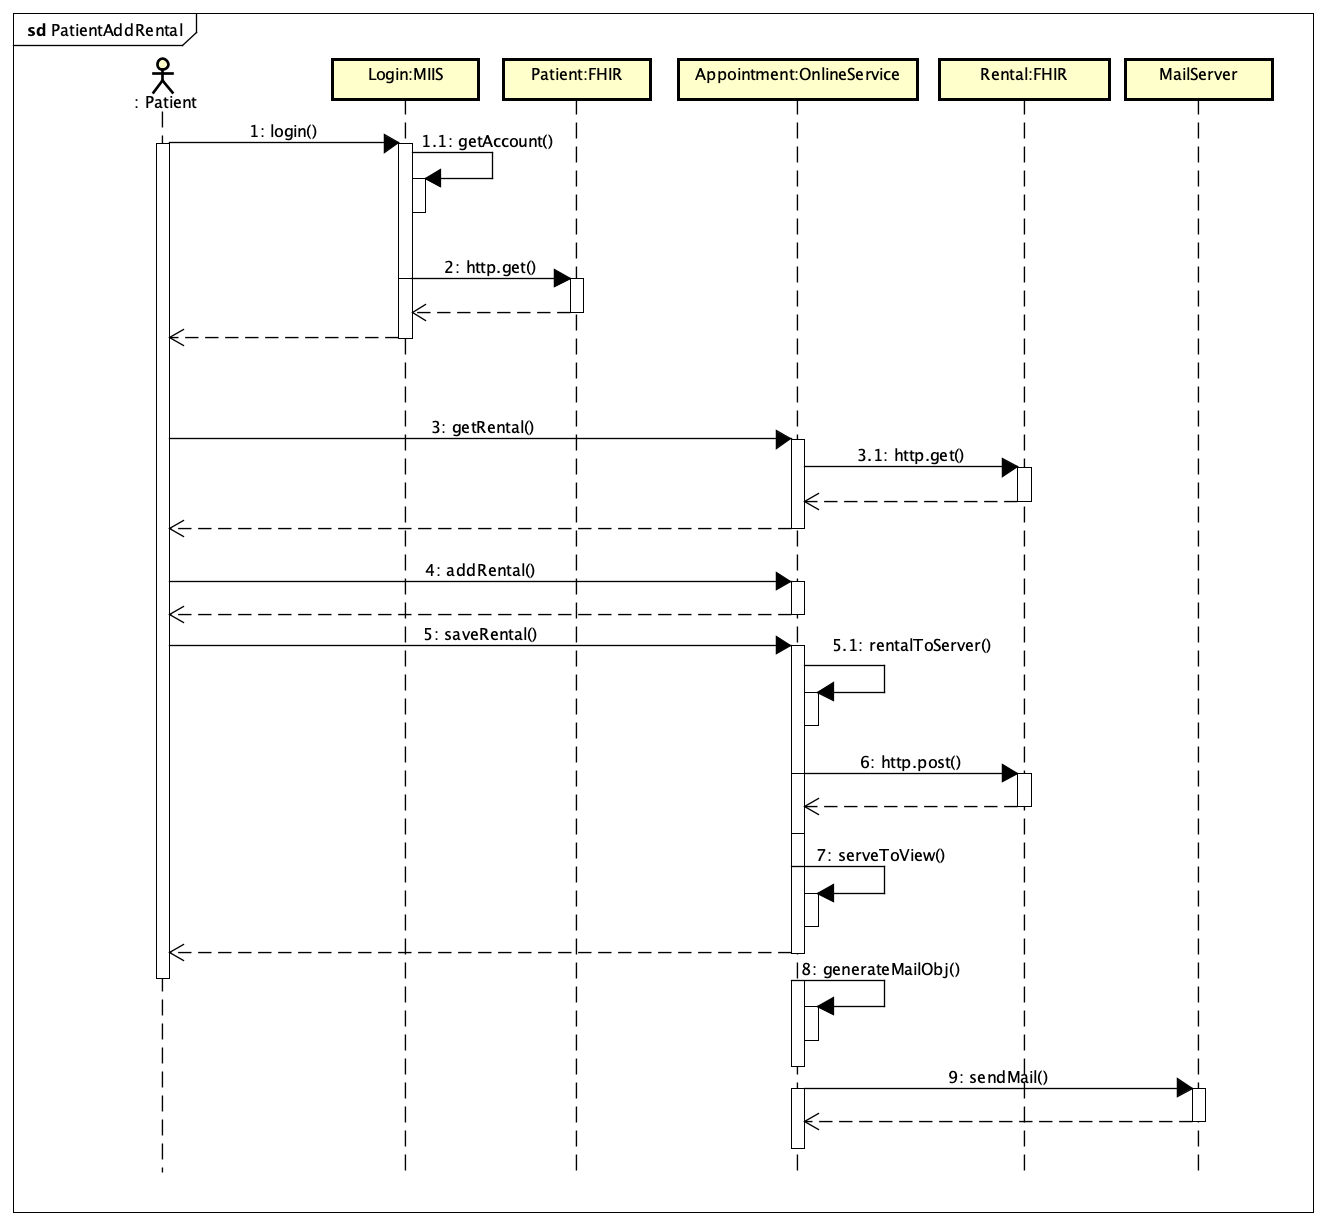 sd PatientAddRental
: Patient
Login:MIIS
Patient:FHIR
Appointment:OnlineService
Rental:FHIR
MailServer
1: login()
1.1: getAccount()
2: http.get()
3: getRental()
3.1: http.get()
4: addRental()
5: saveRental()
5.1: rentalToServer()
6: http.post()
7: serveToView()
8: generateMailObj()
9: sendMail()